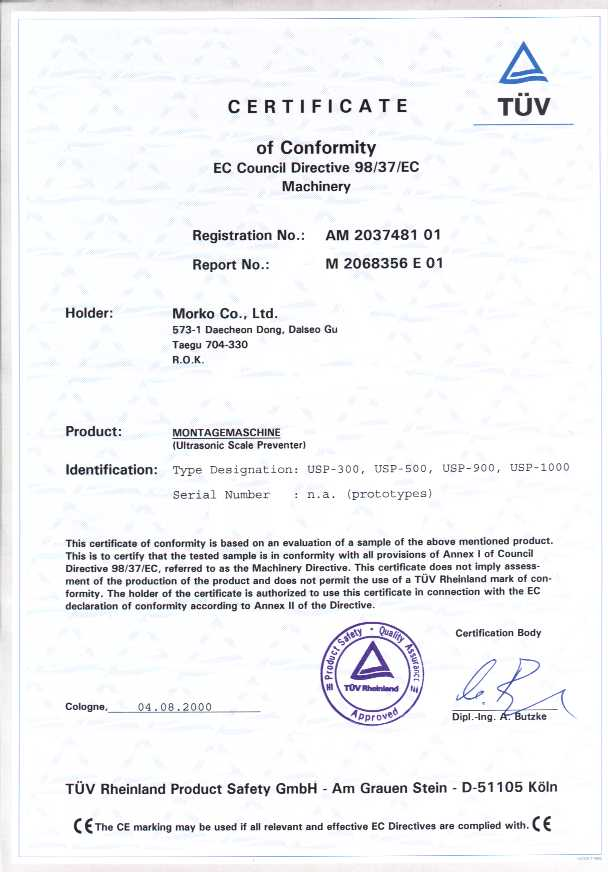 TÜV
CERTIFICATE
of Conformity
EC Council Directive 98/37/EC
Machinery
Registration No.: AM 2037481 01
Report No.: M 2068356 E 01
Holder: Morko Co., Ltd.
573-1 Daecheon Dong, Dalseo Gu
Taegu 704-330
R.O.K.
Product: MONTAGEMASCHINE
(Ultrasonic Scale Preventer)
Identification: Type Designation: USP-300, USP-500, USP-900, USP-1000
Serial Number : n.a. (prototypes)
This certificate of conformity is based on an evaluation of a sample of the above mentioned product.
This is to certify that the tested sample is in conformity with all provisions of Annex I of Council
Directive 98/37/EC, referred to as the Machinery Directive. This certificate does not imply assess-
ment of the production of the product and does not permit the use of a TÜV Rheinland mark of con-
formity. The holder of the certificate is authorized to use this certificate in connection with the EC
declaration of conformity according to Annex II of the Directive.
Product Safety - Quality Assurance
TÜV Rheinland
Approved
Certification Body
Cologne, 04.08.2000
Dipl.-Ing. A. Butzke
TÜV Rheinland Product Safety GmbH - Am Grauen Stein - D-51105 Köln
CE The CE marking may be used if all relevant and effective EC Directives are complied with. CE